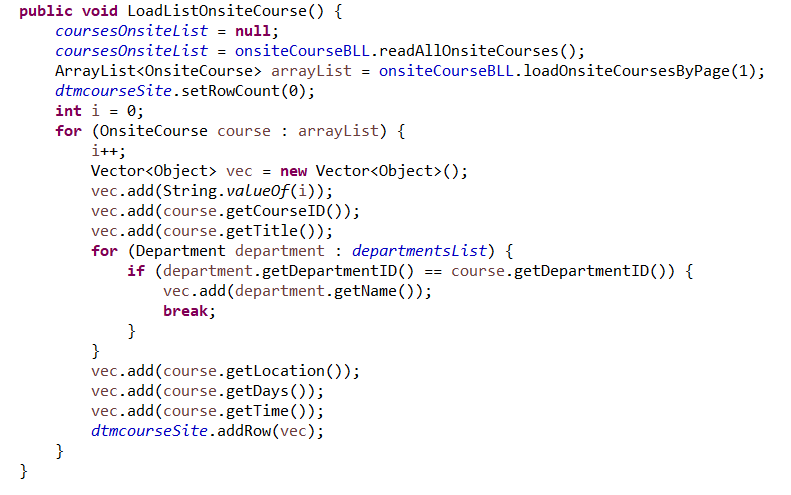 public void LoadListOnsiteCourse() {
    coursesOnsiteList = null;
    coursesOnsiteList = onsiteCourseBLL.readAllOnsiteCourses();
    ArrayList<OnsiteCourse> arrayList = onsiteCourseBLL.loadOnsiteCoursesByPage(1);
    dtmcourseSite.setRowCount(0);
    int i = 0;
    for (OnsiteCourse course : arrayList) {
        i++;
        Vector<Object> vec = new Vector<Object>();
        vec.add(String.valueOf(i));
        vec.add(course.getCourseID());
        vec.add(course.getTitle());
        for (Department department : departmentsList) {
            if (department.getDepartmentID() == course.getDepartmentID()) {
                vec.add(department.getName());
                break;
            }
        }
        vec.add(course.getLocation());
        vec.add(course.getDays());
        vec.add(course.getTime());
        dtmcourseSite.addRow(vec);
    }
}